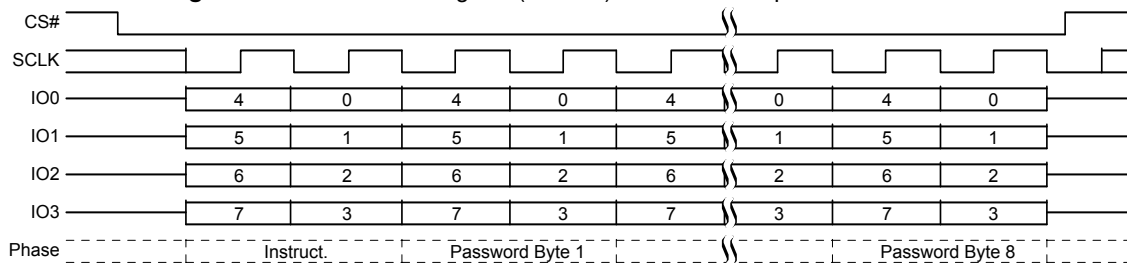 CS#
SCLK
IO0 4 0 4 0 4 0 4 0
IO1 5 1 5 1 5 1 5 1
IO2 6 2 6 2 6 2 6 2
IO3 7 3 7 3 7 3 7 3
Phase Instruct. Password Byte 1 Password Byte 8